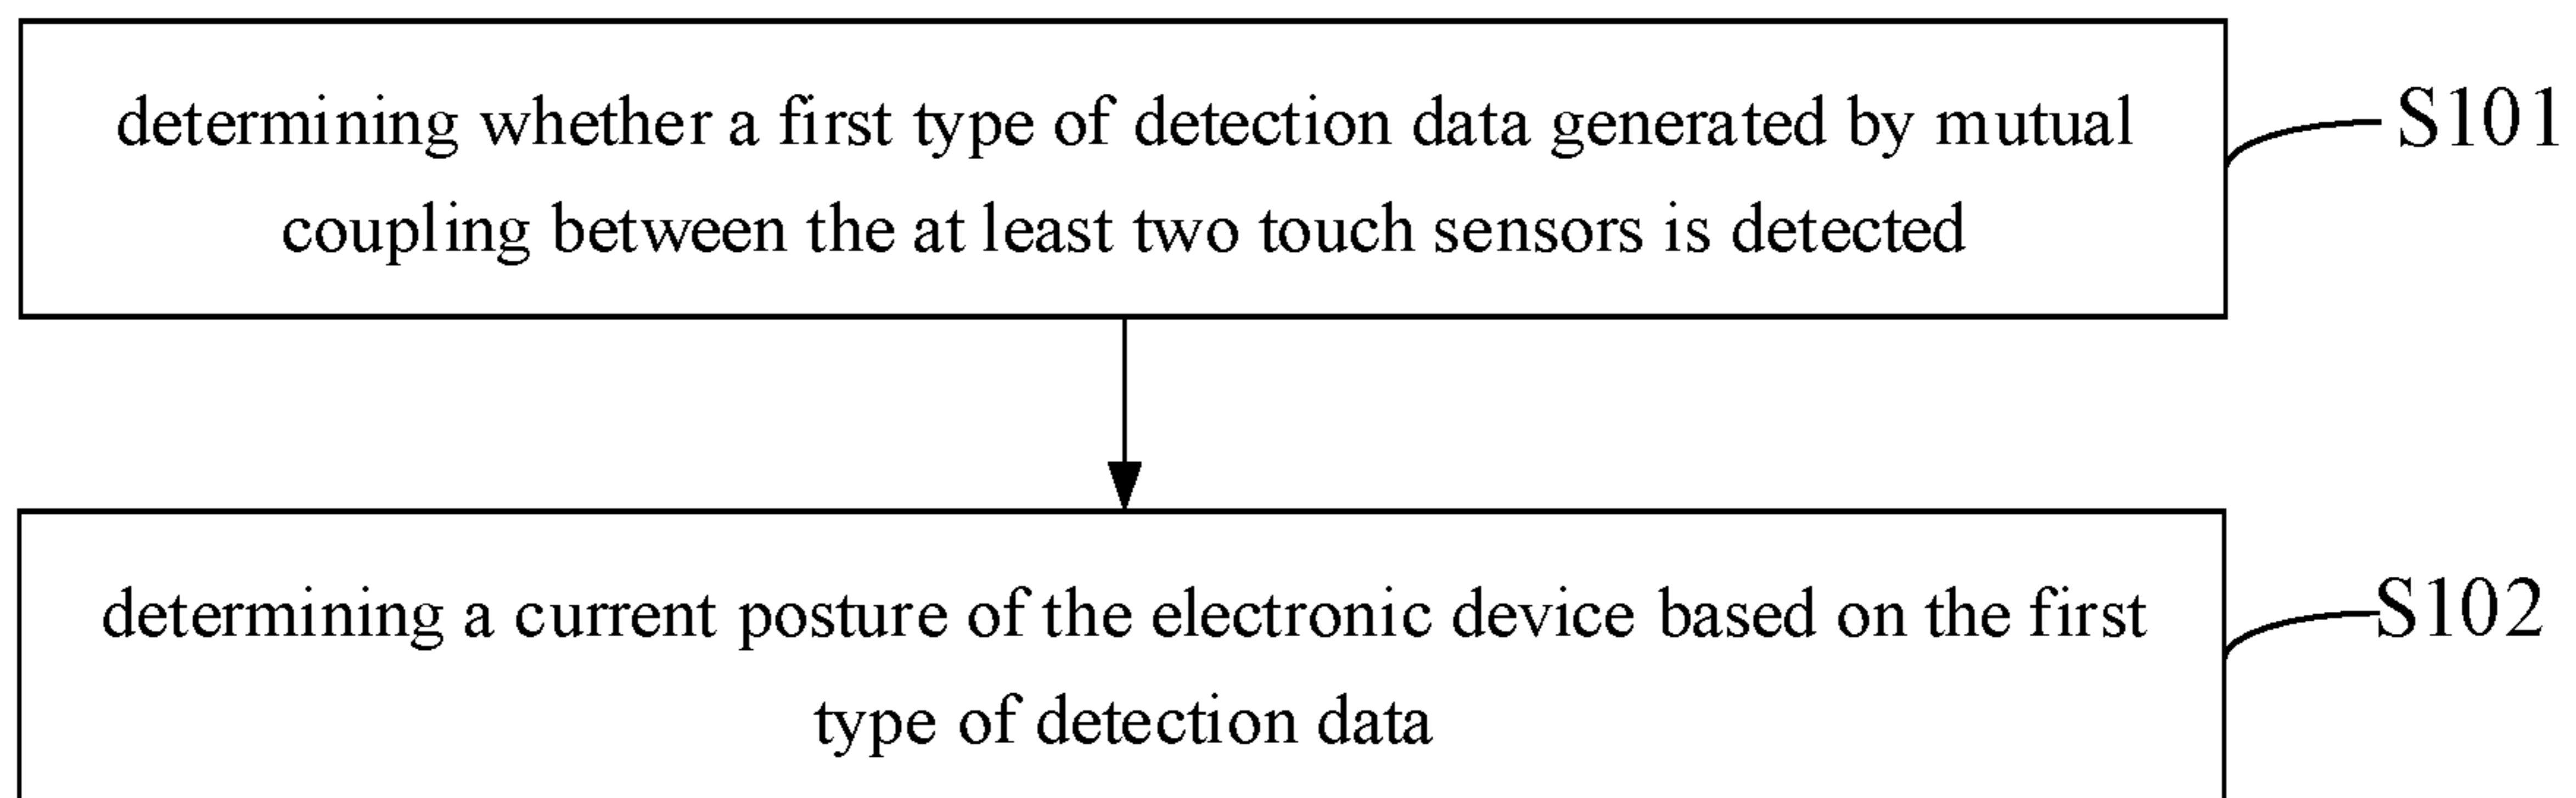 determining whether a first type of detection data generated by mutual
coupling between the at least two touch sensors is detected
S101
determining a current posture of the electronic device based on the first
type of detection data
S102